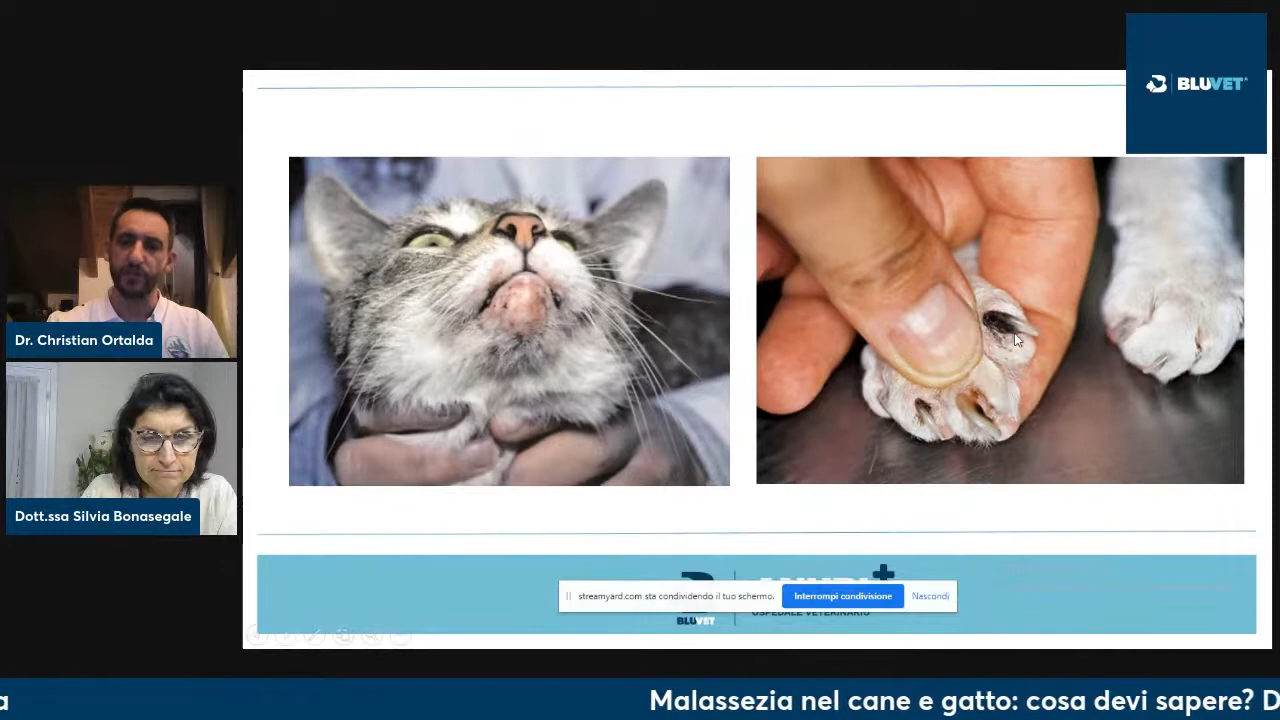 BLUVET
Dr. Christian Ortalda
Dott.ssa Silvia Bonasegale
streamyard.com sta condividendo il tuo schermo.
Interrompi condivisione
Nascondi
BLUVET
OSPEDALE VETERINARIO
a
Malassezia nel cane e gatto: cosa devi sapere? D